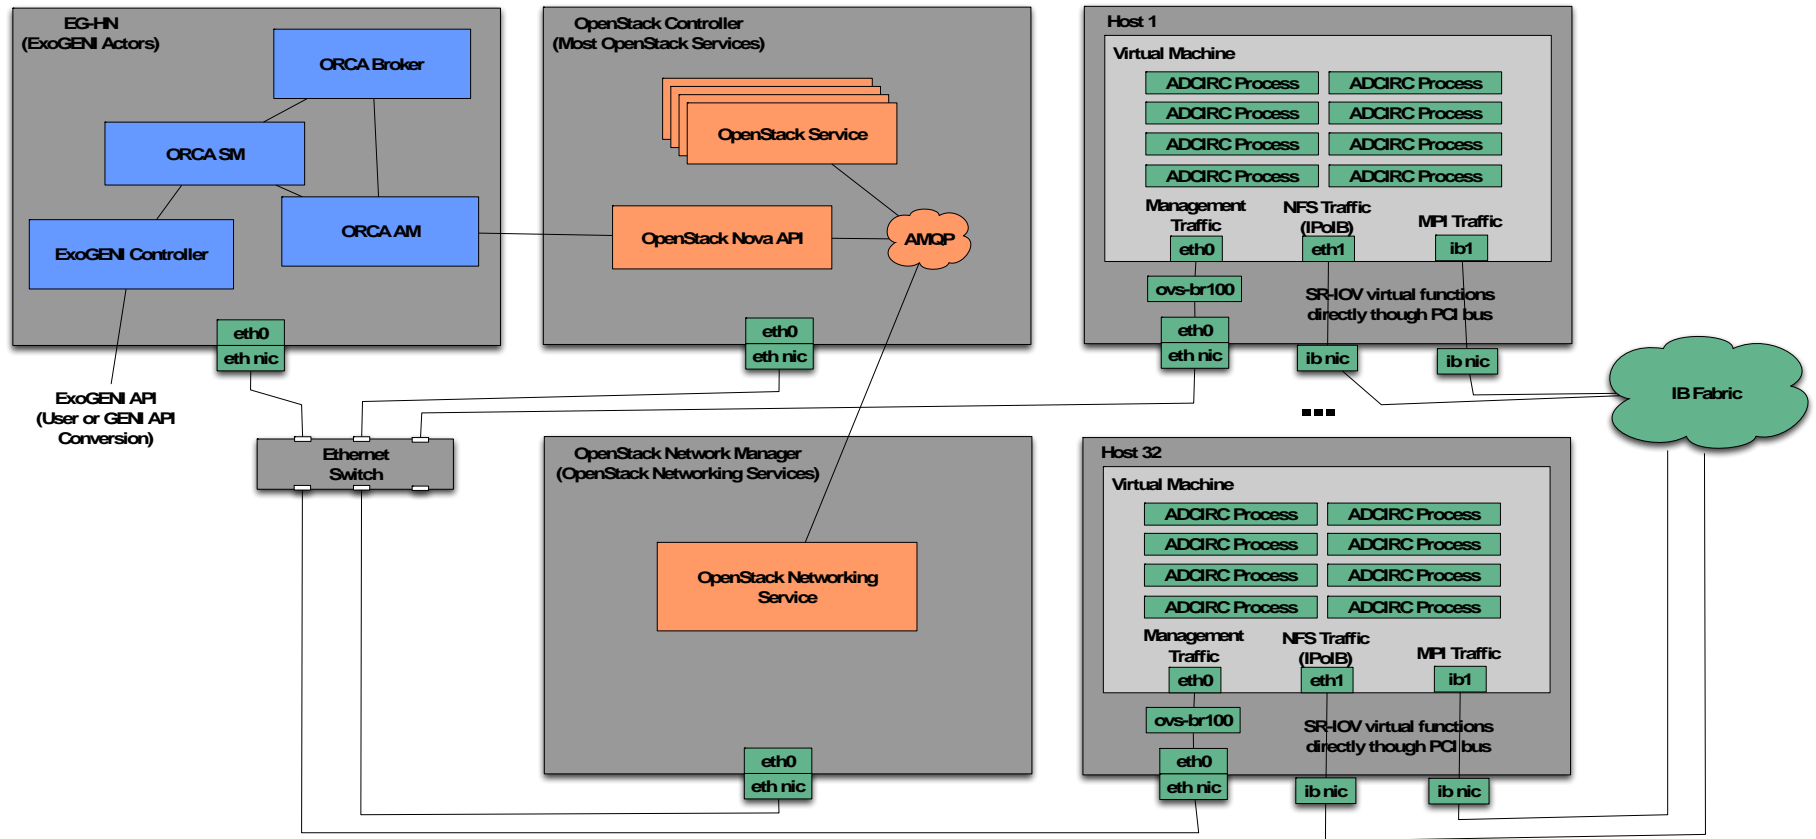 EG-HN
(ExoGENI Actors)
ORCA Broker
ORCA SM
ORCA AM
ExoGENI Controller
eth0
eth nic
ExoGENI API
(User or GENI API
Conversion)
OpenStack Controller
(Most OpenStack Services)
OpenStack Service
OpenStack Nova API
AMQP
eth0
eth nic
Ethernet
Switch
OpenStack Network Manager
(OpenStack Networking Services)
OpenStack Networking
Service
eth0
eth nic
Host 1
Virtual Machine
ADCIRC Process ADCIRC Process
ADCIRC Process ADCIRC Process
ADCIRC Process ADCIRC Process
ADCIRC Process ADCIRC Process
Management
Traffic
NFS Traffic
(IPoIB)
MPI Traffic
eth0 eth1 ib1
ovs-br100
SR-IOV virtual functions
directly though PCI bus
eth0
eth nic
ib nic
ib nic
...
IB Fabric
Host 32
Virtual Machine
ADCIRC Process ADCIRC Process
ADCIRC Process ADCIRC Process
ADCIRC Process ADCIRC Process
ADCIRC Process ADCIRC Process
Management
Traffic
NFS Traffic
(IPoIB)
MPI Traffic
eth0 eth1 ib1
ovs-br100
SR-IOV virtual functions
directly though PCI bus
eth0
eth nic
ib nic
ib nic